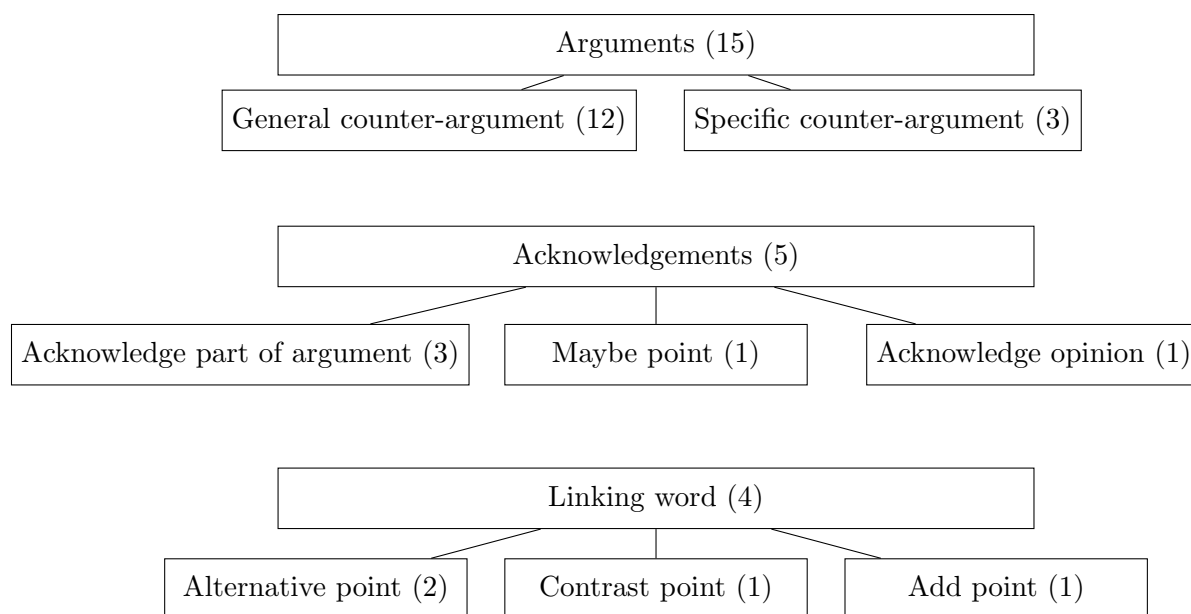 Arguments (15)
General counter-argument (12)
Specific counter-argument (3)
Acknowledgements (5)
Acknowledge part of argument (3)
Maybe point (1)
Acknowledge opinion (1)
Linking word (4)
Alternative point (2)
Contrast point (1)
Add point (1)